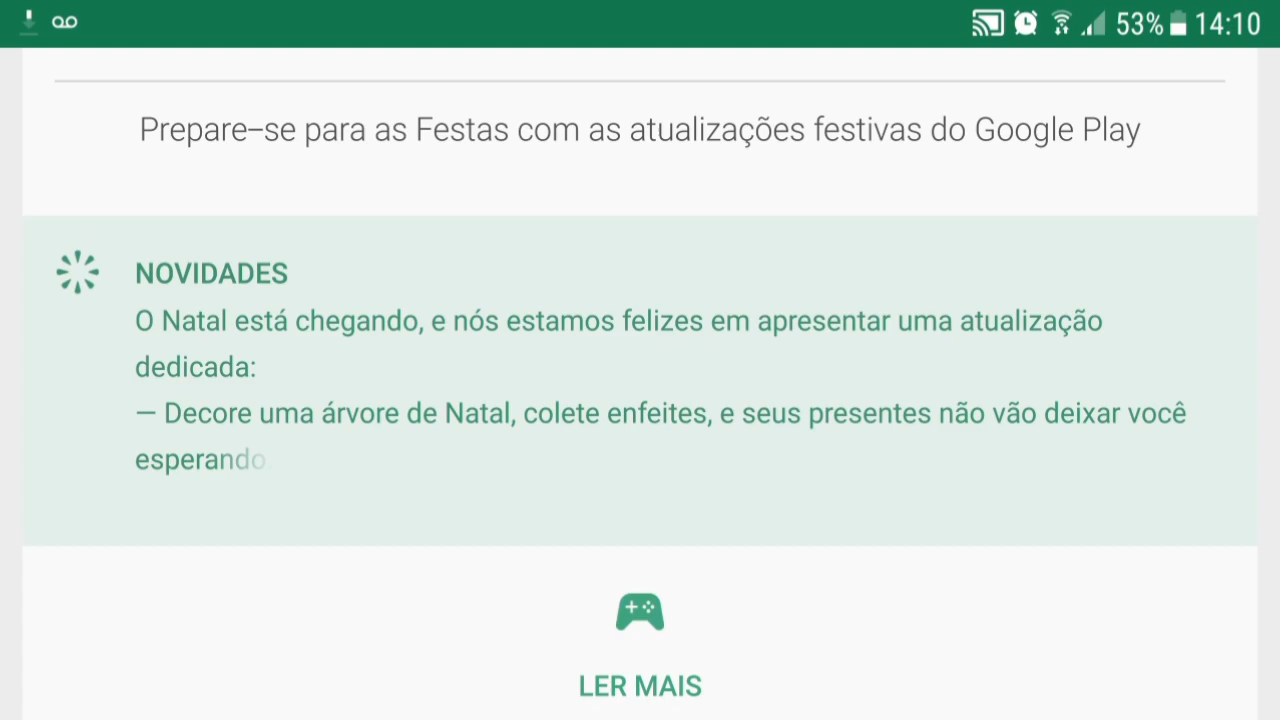 53% 14:10
Prepare-se para as Festas com as atualizações festivas do Google Play
NOVIDADES
O Natal está chegando, e nós estamos felizes em apresentar uma atualização
dedicada:
— Decore uma árvore de Natal, colete enfeites, e seus presentes não vão deixar você
esperando
LER MAIS